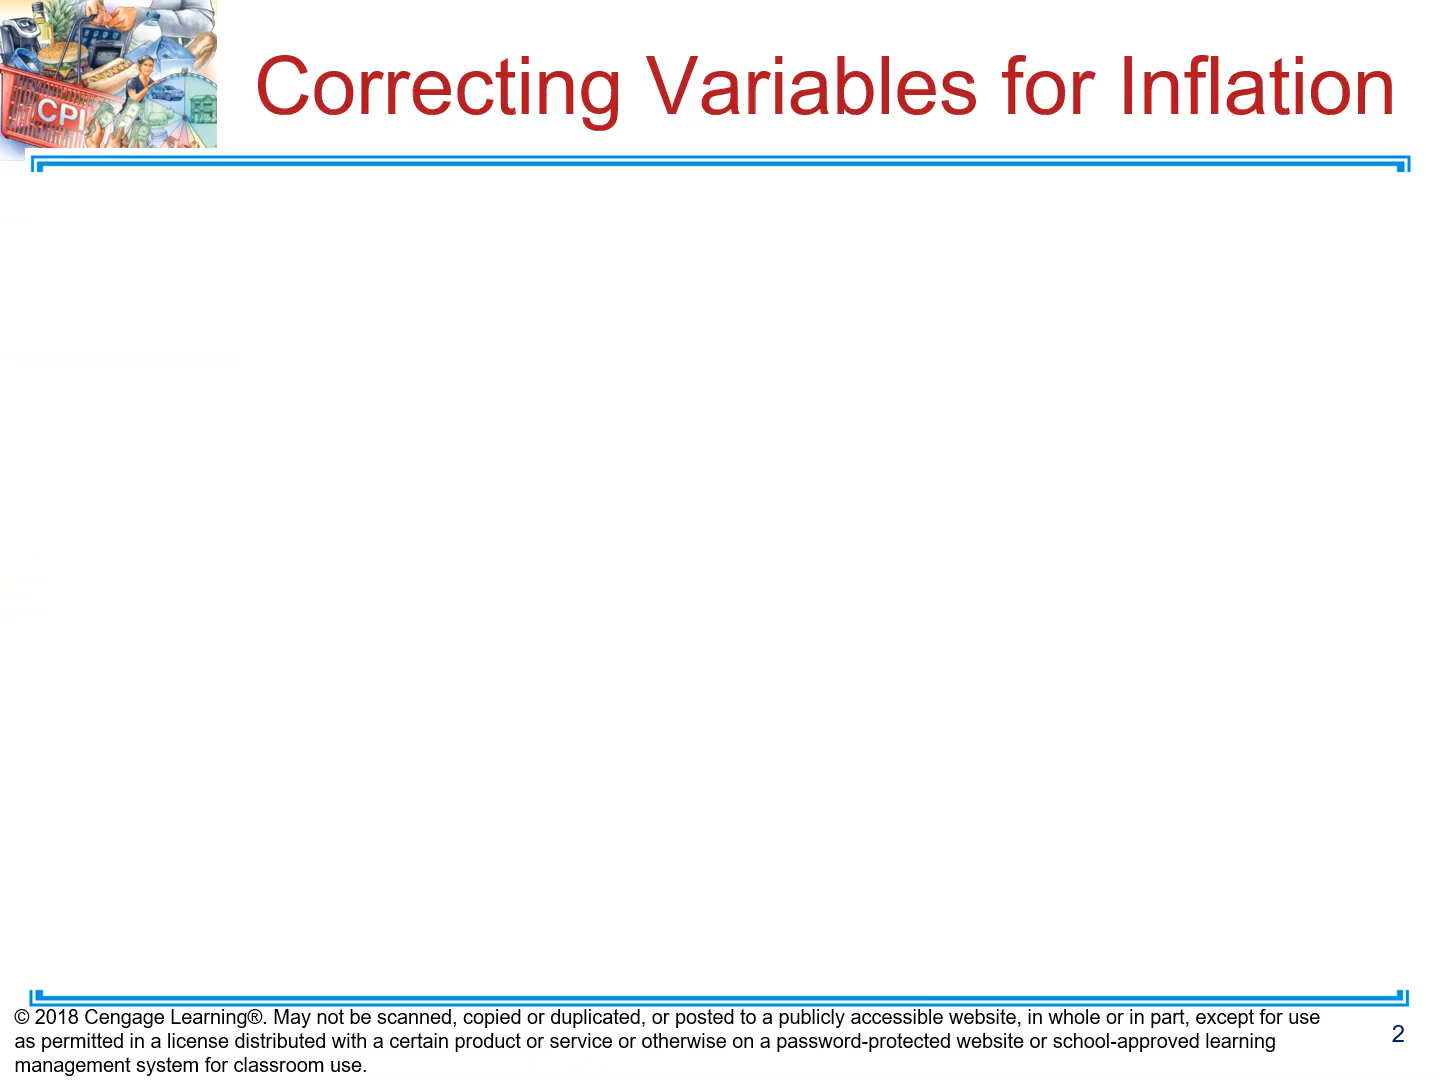 CPI
Correcting Variables for Inflation
© 2018 Cengage Learning®. May not be scanned, copied or duplicated, or posted to a publicly accessible website, in whole or in part, except for use
as permitted in a license distributed with a certain product or service or otherwise on a password-protected website or school-approved learning
management system for classroom use.
2